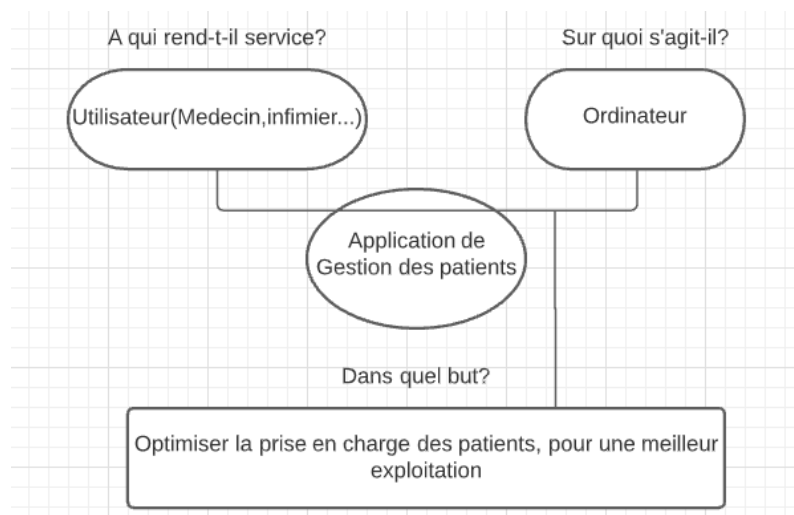 A qui rend-t-il service?
Sur quoi s'agit-il?
Utilisateur(Medecin,infimier...)
Ordinateur
Application de
Gestion des patients
Dans quel but?
Optimiser la prise en charge des patients, pour une meilleur
exploitation